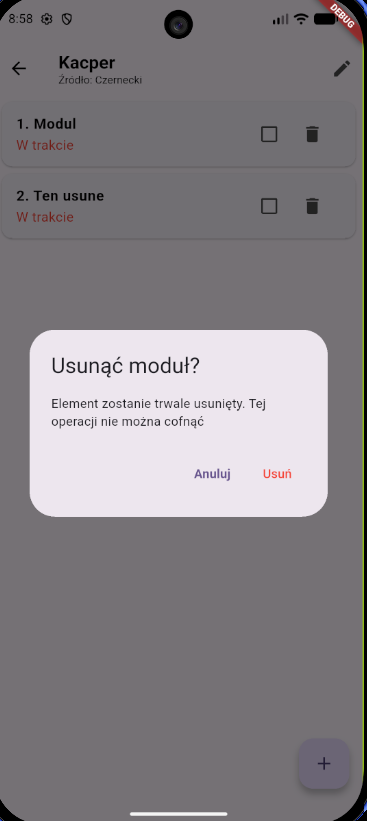 8:58
DEBUG
Kacper
Źródło: Czernecki
1. Modul
W trakcie
2. Ten usune
W trakcie
Usunąć moduł?
Element zostanie trwale usunięty. Tej
operacji nie można cofnąć
Anuluj Usuń